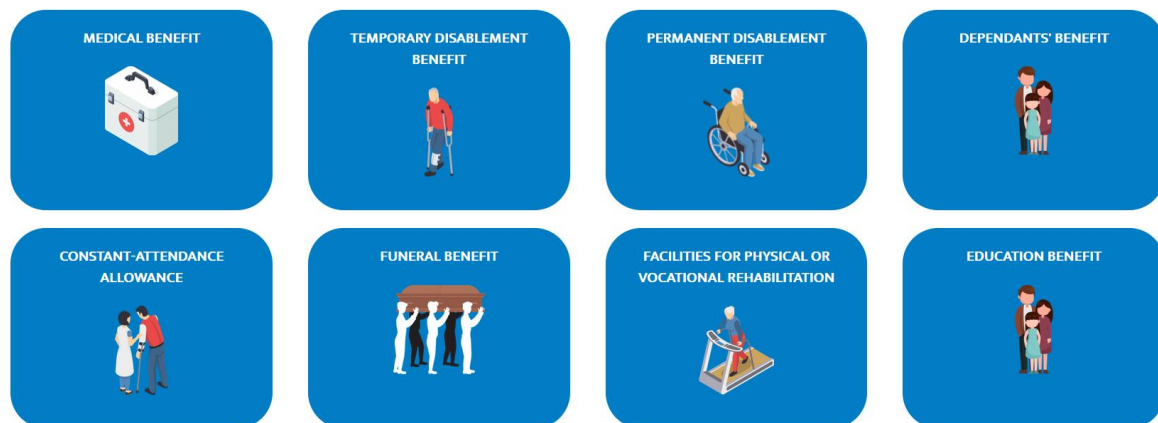 MEDICAL BENEFIT
TEMPORARY DISABLEMENT
BENEFIT
PERMANENT DISABLEMENT
BENEFIT
DEPENDANTS' BENEFIT
CONSTANT-ATTENDANCE
ALLOWANCE
FUNERAL BENEFIT
FACILITIES FOR PHYSICAL OR
VOCATIONAL REHABILITATION
EDUCATION BENEFIT